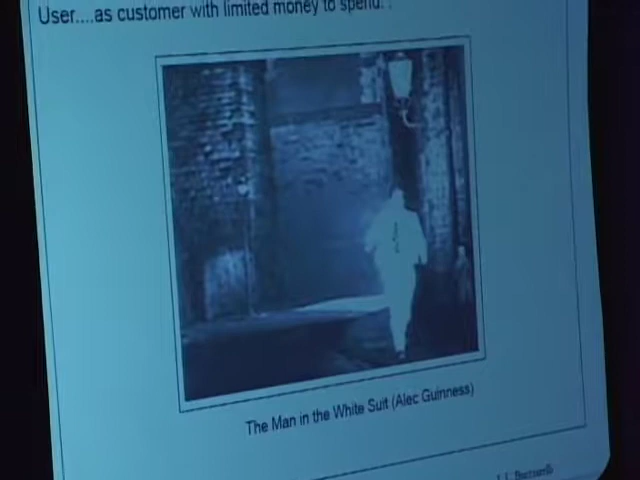 User....as customer with limited money to spend. .
The Man in the White Suit (Alec Guinness)